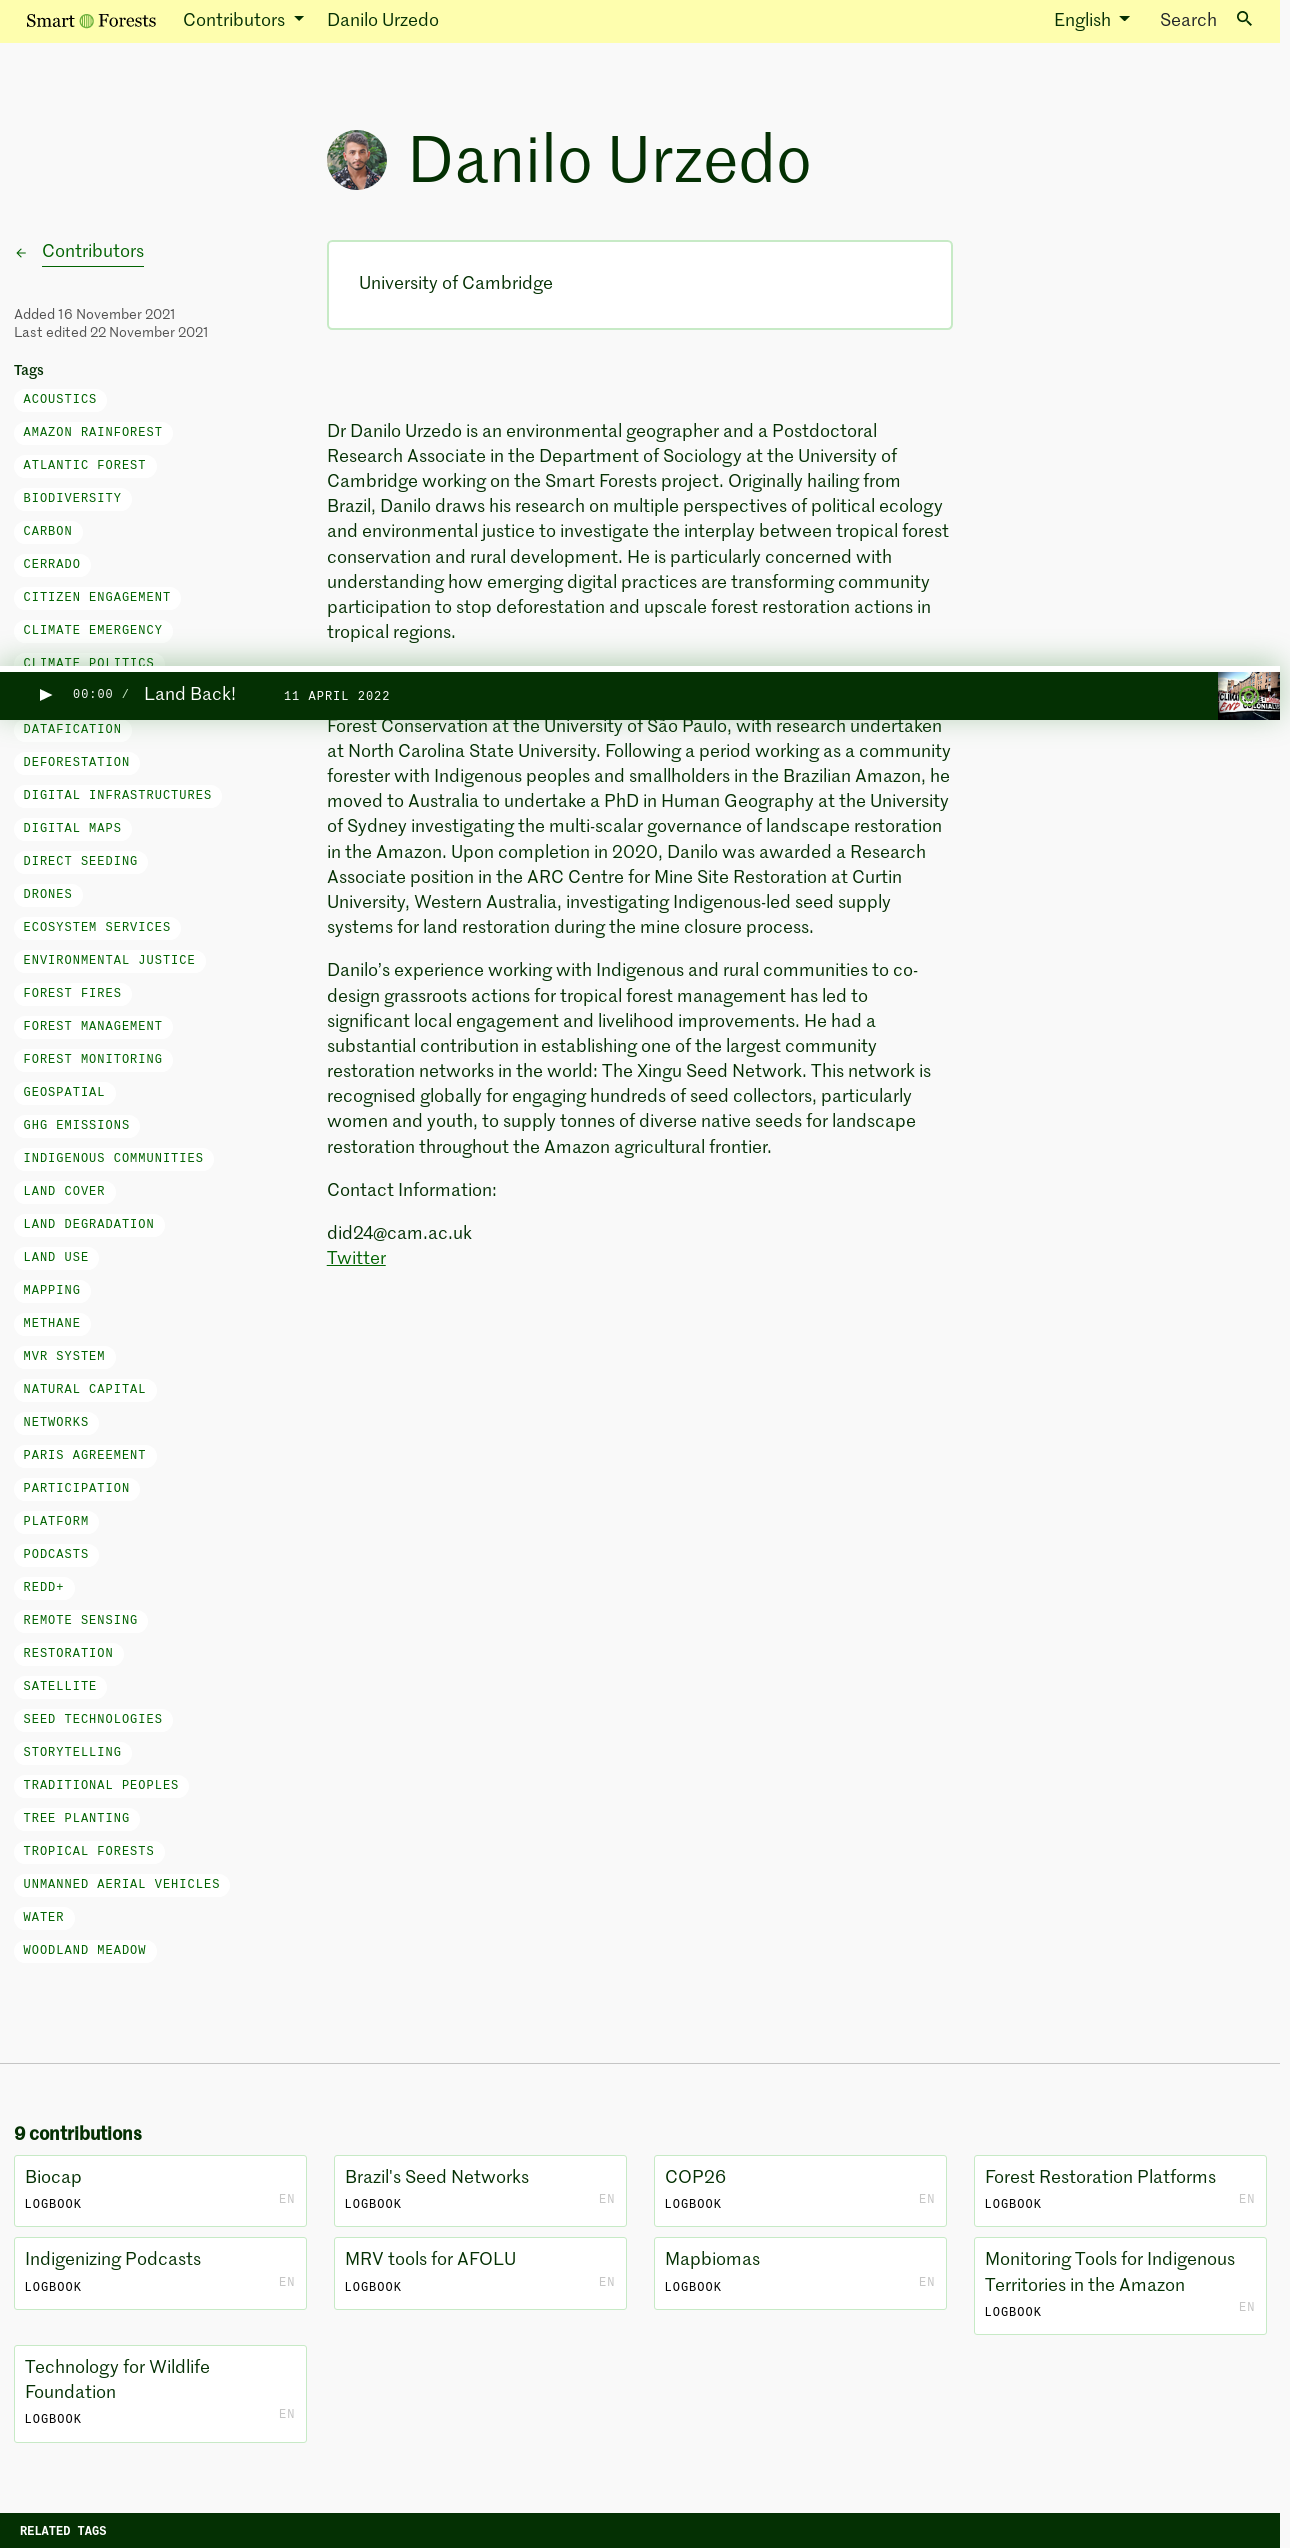 Smart Forests Contributors Danilo Urzedo English Search
Danilo Urzedo
← Contributors
Added 16 November 2021
Last edited 22 November 2021
Tags
ACOUSTICS
AMAZON RAINFOREST
ATLANTIC FOREST
BIODIVERSITY
CARBON
CERRADO
CITIZEN ENGAGEMENT
CLIMATE EMERGENCY
CLIMATE POLITICS
DATAFICATION
DEFORESTATION
DIGITAL INFRASTRUCTURES
DIGITAL MAPS
DIRECT SEEDING
DRONES
ECOSYSTEM SERVICES
ENVIRONMENTAL JUSTICE
FOREST FIRES
FOREST MANAGEMENT
FOREST MONITORING
GEOSPATIAL
GHG EMISSIONS
INDIGENOUS COMMUNITIES
LAND COVER
LAND DEGRADATION
LAND USE
MAPPING
METHANE
MVR SYSTEM
NATURAL CAPITAL
NETWORKS
PARIS AGREEMENT
PARTICIPATION
PLATFORM
PODCASTS
REDD+
REMOTE SENSING
RESTORATION
SATELLITE
SEED TECHNOLOGIES
STORYTELLING
TRADITIONAL PEOPLES
TREE PLANTING
TROPICAL FORESTS
UNMANNED AERIAL VEHICLES
WATER
WOODLAND MEADOW
University of Cambridge
Dr Danilo Urzedo is an environmental geographer and a Postdoctoral
Research Associate in the Department of Sociology at the University of
Cambridge working on the Smart Forests project. Originally hailing from
Brazil, Danilo draws his research on multiple perspectives of political ecology
and environmental justice to investigate the interplay between tropical forest
conservation and rural development. He is particularly concerned with
understanding how emerging digital practices are transforming community
participation to stop deforestation and upscale forest restoration actions in
tropical regions.
00:00 / Land Back! 11 APRIL 2022
END COLONIAL
Forest Conservation at the University of São Paulo, with research undertaken
at North Carolina State University. Following a period working as a community
forester with Indigenous peoples and smallholders in the Brazilian Amazon, he
moved to Australia to undertake a PhD in Human Geography at the University
of Sydney investigating the multi-scalar governance of landscape restoration
in the Amazon. Upon completion in 2020, Danilo was awarded a Research
Associate position in the ARC Centre for Mine Site Restoration at Curtin
University, Western Australia, investigating Indigenous-led seed supply
systems for land restoration during the mine closure process.
Danilo’s experience working with Indigenous and rural communities to co-
design grassroots actions for tropical forest management has led to
significant local engagement and livelihood improvements. He had a
substantial contribution in establishing one of the largest community
restoration networks in the world: The Xingu Seed Network. This network is
recognised globally for engaging hundreds of seed collectors, particularly
women and youth, to supply tonnes of diverse native seeds for landscape
restoration throughout the Amazon agricultural frontier.
Contact Information:
did24@cam.ac.uk
Twitter
9 contributions
Biocap
LOGBOOK EN
Brazil's Seed Networks
LOGBOOK EN
COP26
LOGBOOK EN
Forest Restoration Platforms
LOGBOOK EN
Indigenizing Podcasts
LOGBOOK EN
MRV tools for AFOLU
LOGBOOK EN
Mapbiomas
LOGBOOK EN
Monitoring Tools for Indigenous
Territories in the Amazon
LOGBOOK EN
Technology for Wildlife
Foundation
LOGBOOK EN
RELATED TAGS